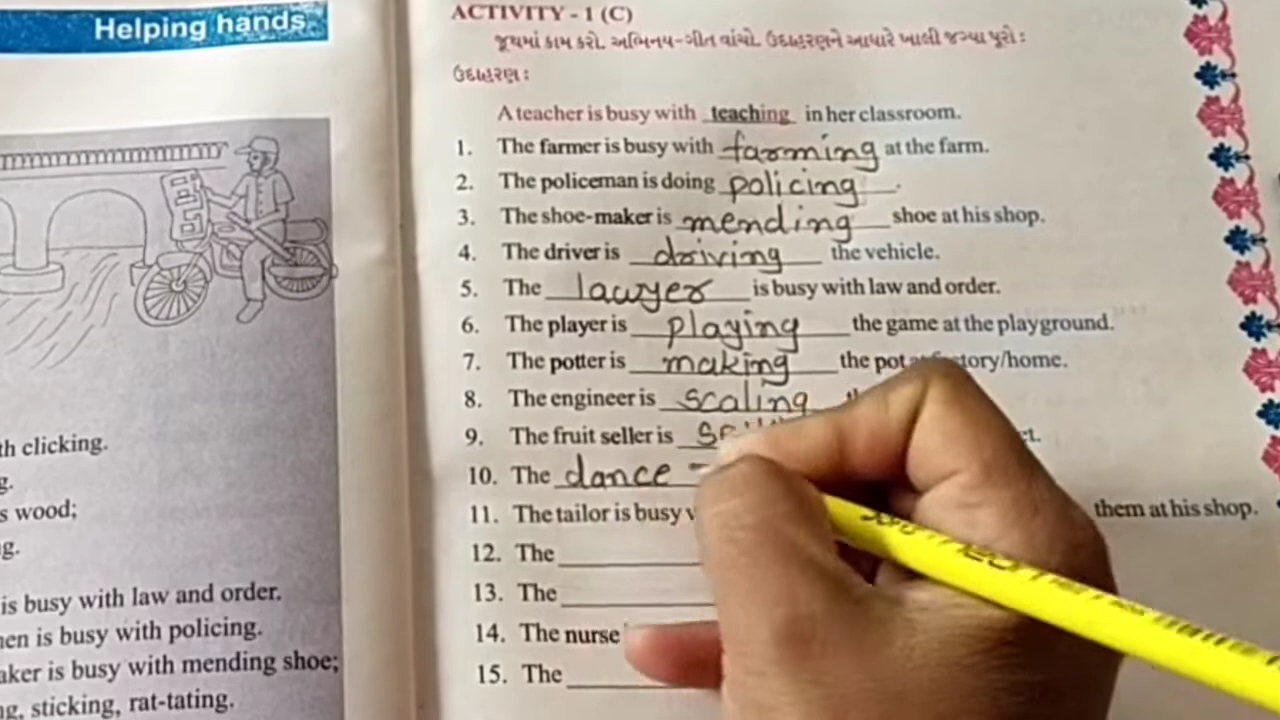 Helping hands
th clicking.
g.
s wood;
g.
is busy with law and order.
en is busy with policing.
aker is busy with mending shoe;
g, sticking, rat-tating.
ACTIVITY - 1 (C)
જૂથમાં કામ કરો. અભિનય-ગીત વાંચો. ઉદાહરણને આધારે ખાલી જગ્યા પૂરો :
ઉદાહરણ :
A teacher is busy with teaching in her classroom.
1. The farmer is busy with farming at the farm.
2. The policeman is doing policing.
3. The shoe-maker is mending shoe at his shop.
4. The driver is driving the vehicle.
5. The lawyer is busy with law and order.
6. The player is playing the game at the playground.
7. The potter is making the pot factory/home.
8. The engineer is scaling
9. The fruit seller is
10. The dance
11. The tailor is busy them at his shop.
12. The
13. The
14. The nurse
15. The